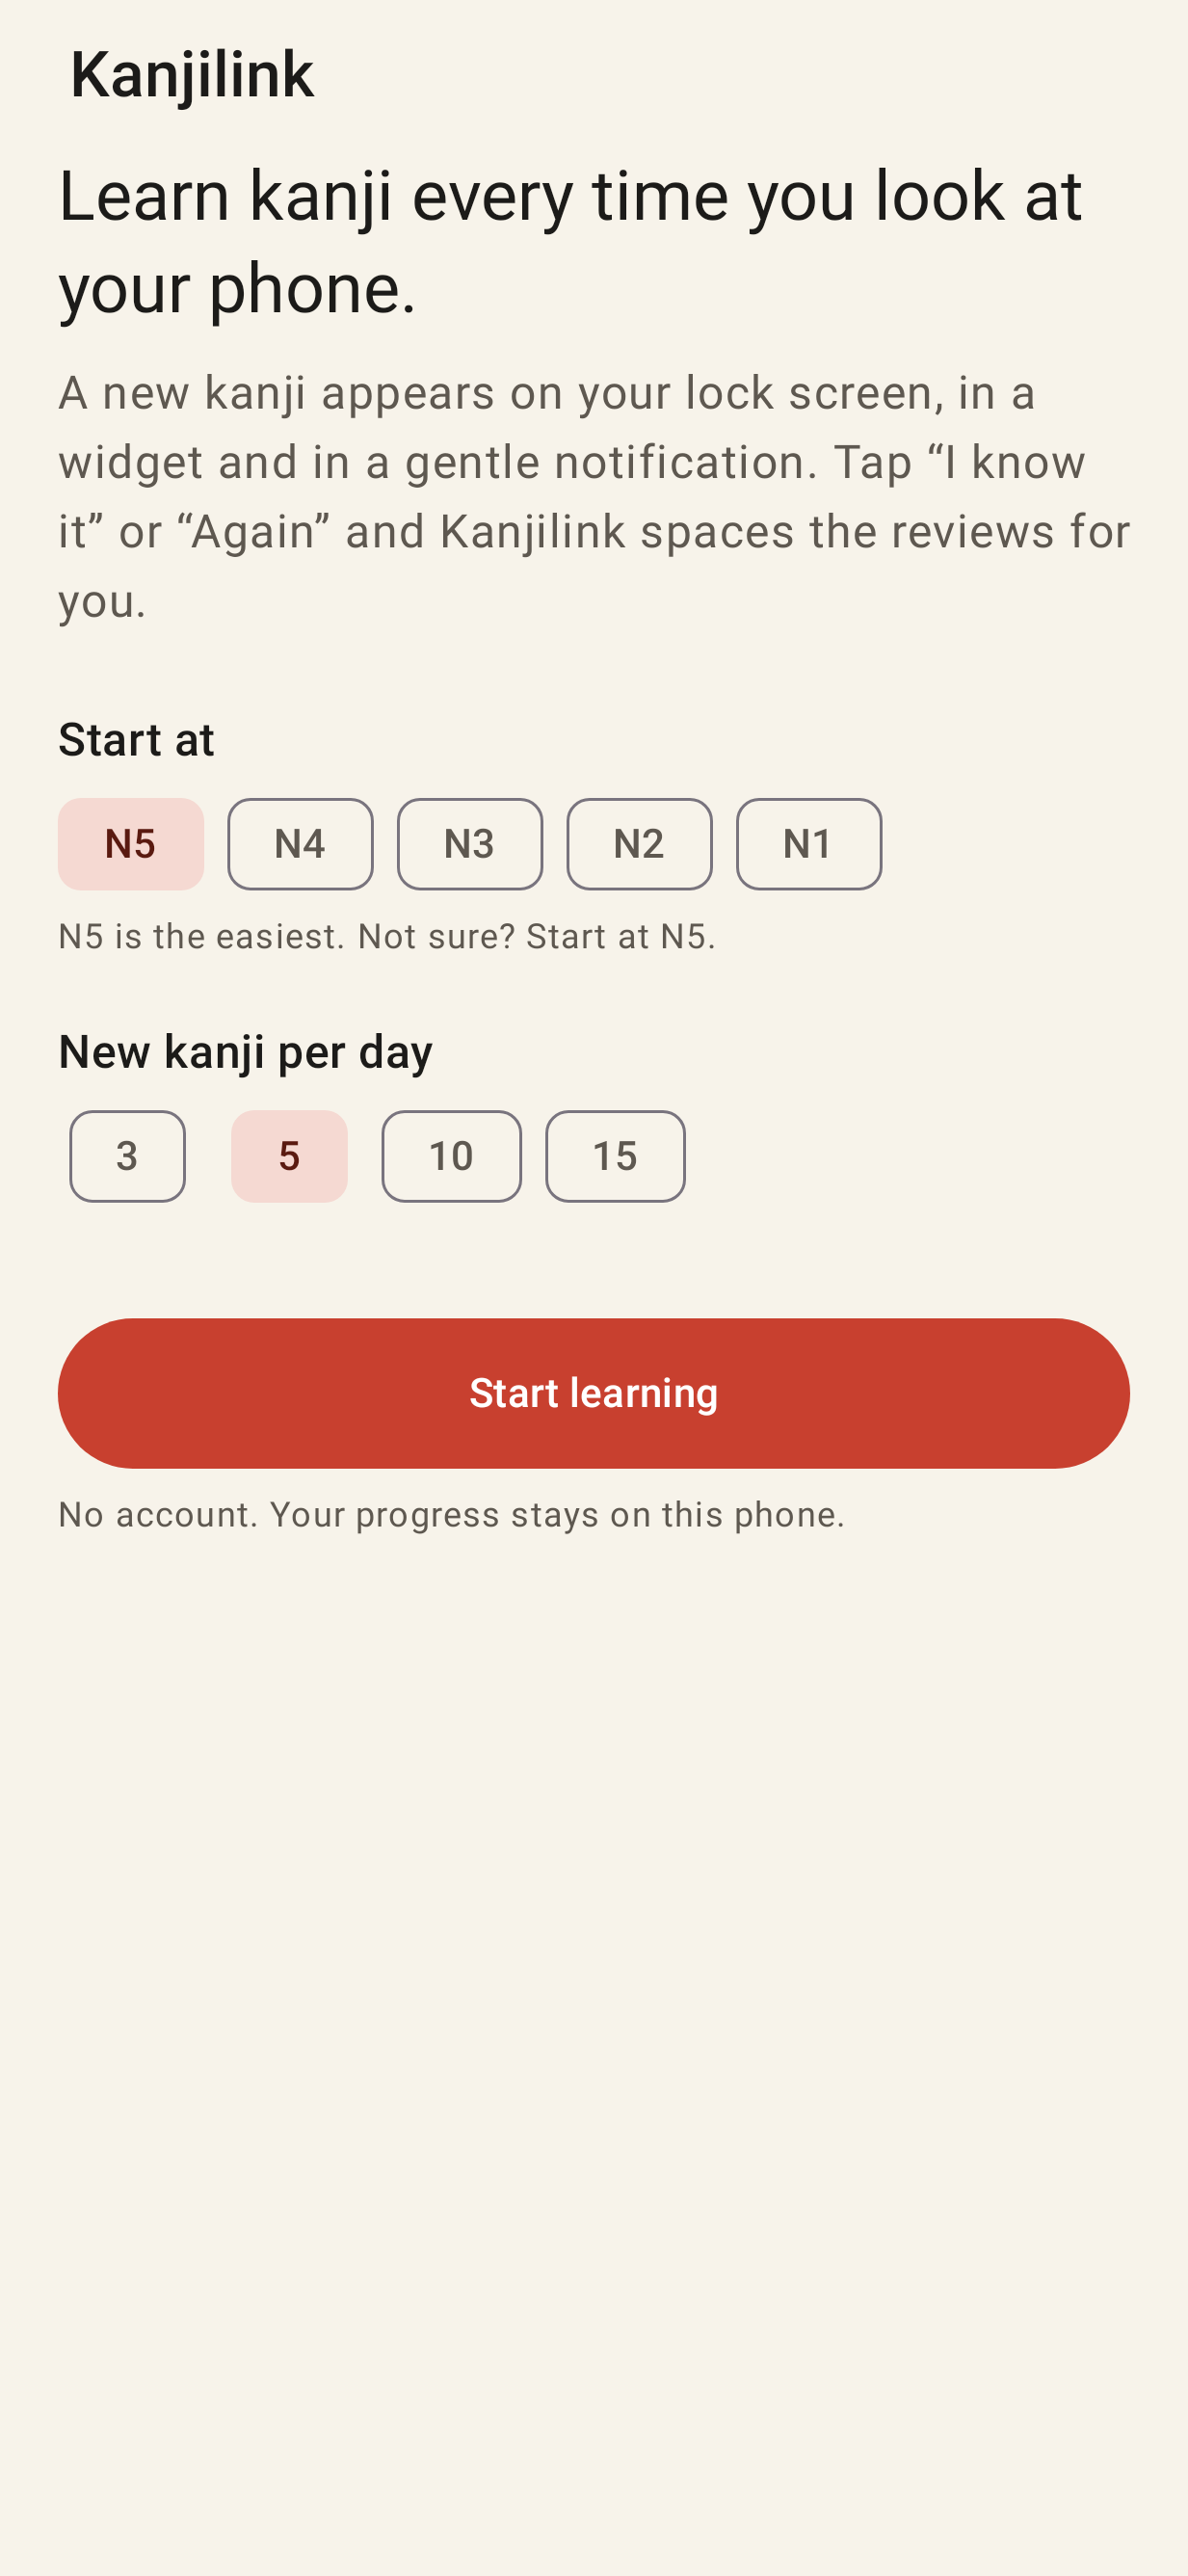 Kanjilink
Learn kanji every time you look at
your phone.
A new kanji appears on your lock screen, in a
widget and in a gentle notification. Tap “I know
it” or “Again” and Kanjilink spaces the reviews for
you.
Start at
N5 N4 N3 N2 N1
N5 is the easiest. Not sure? Start at N5.
New kanji per day
3 5 10 15
Start learning
No account. Your progress stays on this phone.